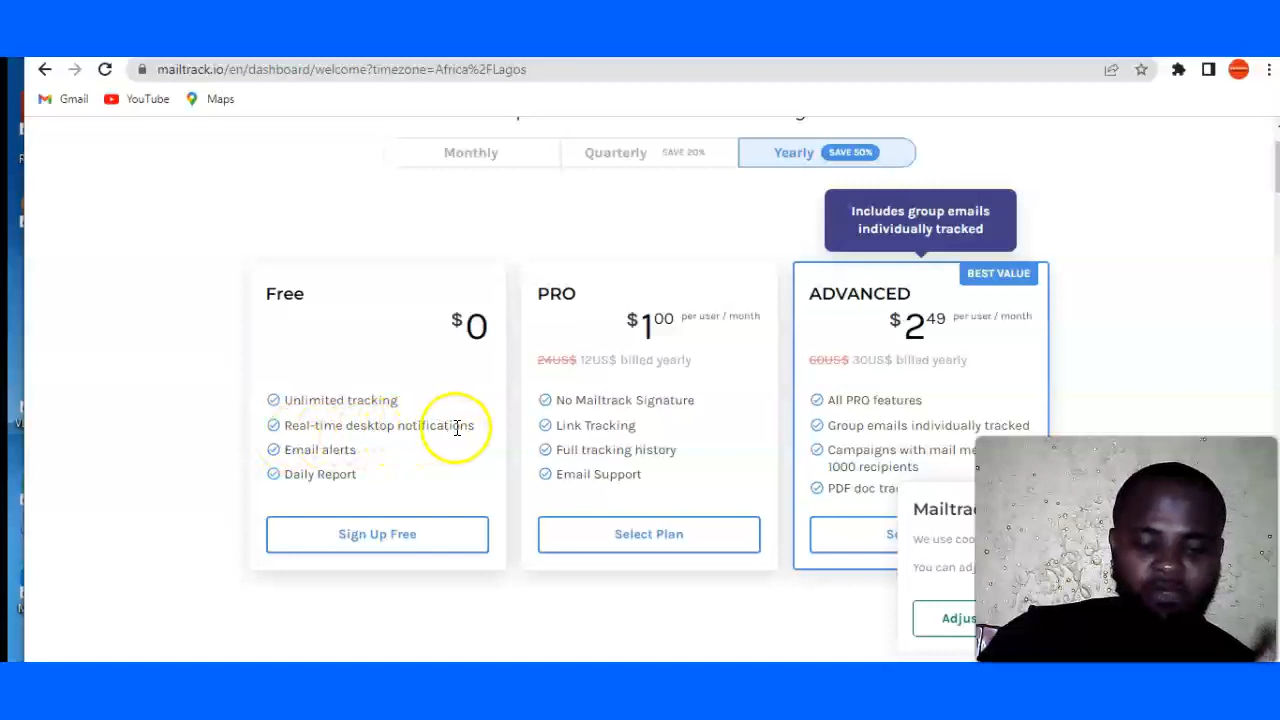 mailtrack.io/en/dashboard/welcome?timezone=Africa%2FLagos
Gmail YouTube Maps
Monthly Quarterly SAVE 20% Yearly SAVE 50%
Includes group emails
individually tracked
BEST VALUE
Free PRO ADVANCED
$0 $1 00 per user / month $2 49 per user / month
24US$ 12US$ billed yearly 60US$ 30US$ billed yearly
Unlimited tracking No Mailtrack Signature All PRO features
Real-time desktop notifications Link Tracking Group emails individually tracked
Email alerts Full tracking history Campaigns with mail me
1000 recipients
Daily Report Email Support PDF doc tra
Mailtra
Sign Up Free Select Plan Se
We use coo
You can adj
Adjus